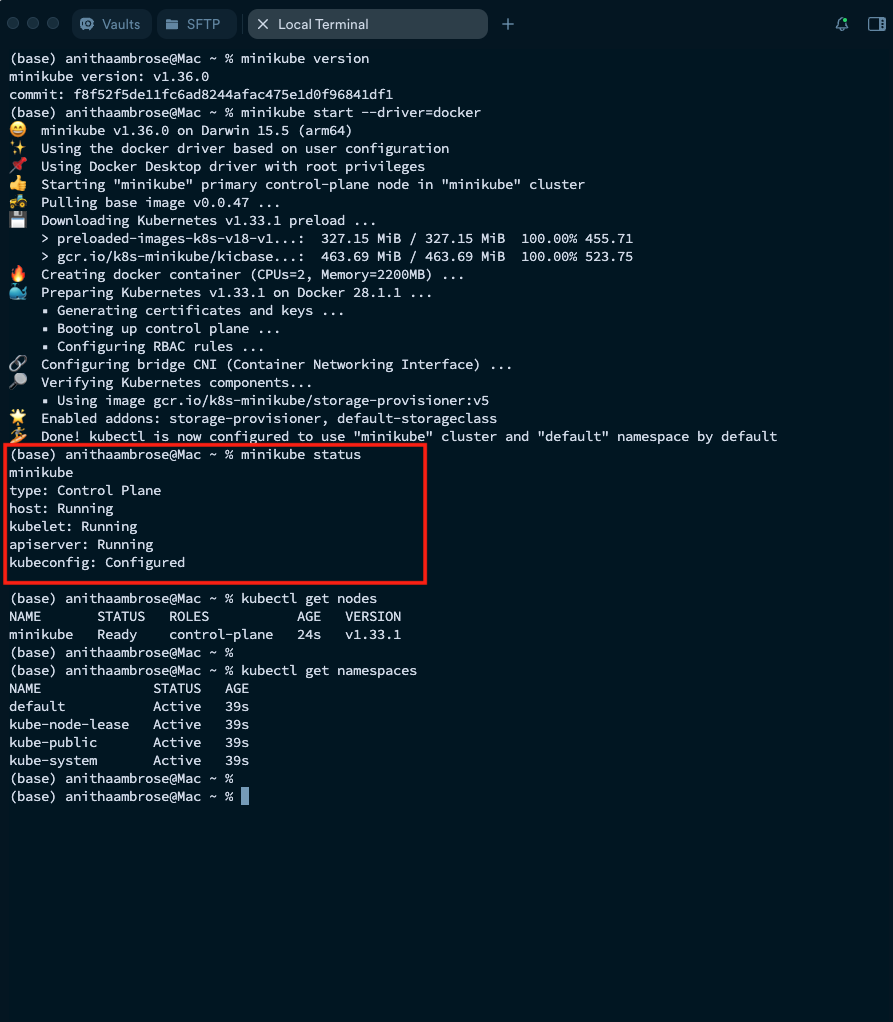 Vaults SFTP Local Terminal
(base) anithaambrose@Mac ~ % minikube version
minikube version: v1.36.0
commit: f8f52f5de11fc6ad8244afac475e1d0f96841df1
(base) anithaambrose@Mac ~ % minikube start --driver=docker
😄 minikube v1.36.0 on Darwin 15.5 (arm64)
✨ Using the docker driver based on user configuration
📌 Using Docker Desktop driver with root privileges
👍 Starting "minikube" primary control-plane node in "minikube" cluster
🚜 Pulling base image v0.0.47 ...
💾 Downloading Kubernetes v1.33.1 preload ...
> preloaded-images-k8s-v18-v1...: 327.15 MiB / 327.15 MiB 100.00% 455.71
> gcr.io/k8s-minikube/kicbase...: 463.69 MiB / 463.69 MiB 100.00% 523.75
🔥 Creating docker container (CPUs=2, Memory=2200MB) ...
🐳 Preparing Kubernetes v1.33.1 on Docker 28.1.1 ...
▪ Generating certificates and keys ...
▪ Booting up control plane ...
▪ Configuring RBAC rules ...
🔗 Configuring bridge CNI (Container Networking Interface) ...
🔎 Verifying Kubernetes components...
▪ Using image gcr.io/k8s-minikube/storage-provisioner:v5
🌟 Enabled addons: storage-provisioner, default-storageclass
🏄 Done! kubectl is now configured to use "minikube" cluster and "default" namespace by default
(base) anithaambrose@Mac ~ % minikube status
minikube
type: Control Plane
host: Running
kubelet: Running
apiserver: Running
kubeconfig: Configured
(base) anithaambrose@Mac ~ % kubectl get nodes
NAME STATUS ROLES AGE VERSION
minikube Ready control-plane 24s v1.33.1
(base) anithaambrose@Mac ~ %
(base) anithaambrose@Mac ~ % kubectl get namespaces
NAME STATUS AGE
default Active 39s
kube-node-lease Active 39s
kube-public Active 39s
kube-system Active 39s
(base) anithaambrose@Mac ~ %
(base) anithaambrose@Mac ~ %